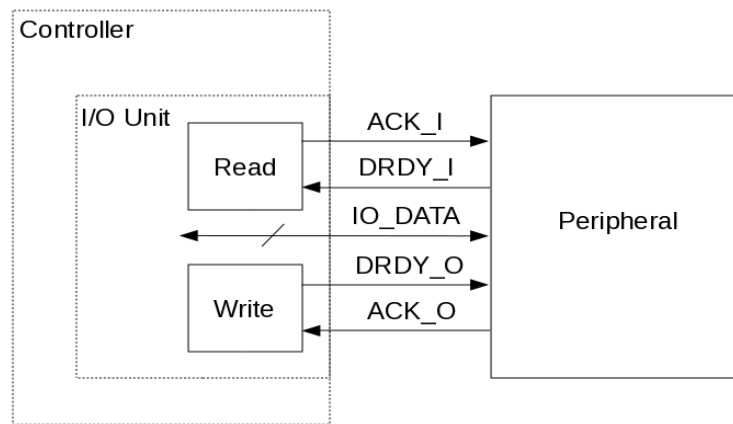 Controller
I/O Unit
Read
ACK_I
DRDY_I
IO_DATA
Peripheral
DRDY_O
Write
ACK_O